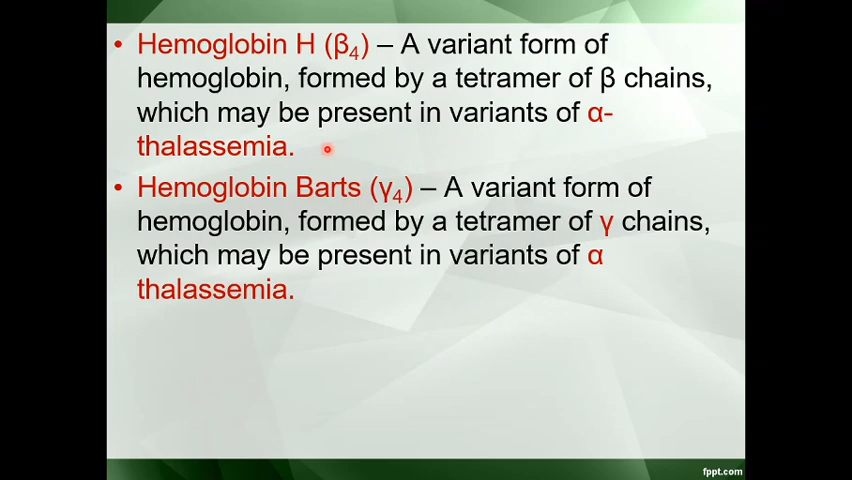 • Hemoglobin H (β₄) – A variant form of
hemoglobin, formed by a tetramer of β chains,
which may be present in variants of α-
thalassemia.
• Hemoglobin Barts (γ₄) – A variant form of
hemoglobin, formed by a tetramer of γ chains,
which may be present in variants of α
thalassemia.
fppt.com